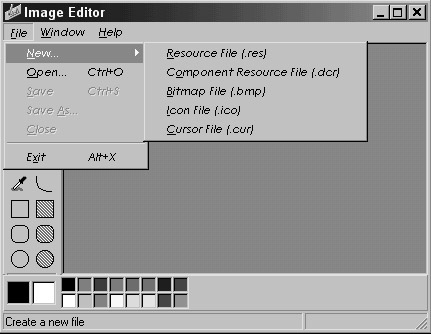 Image Editor
File Window Help
New...
Open... Ctrl+O
Save Ctrl+S
Save As...
Close
Exit Alt+X
Resource File (.res)
Component Resource File (.dcr)
Bitmap File (.bmp)
Icon File (.ico)
Cursor File (.cur)
Create a new file